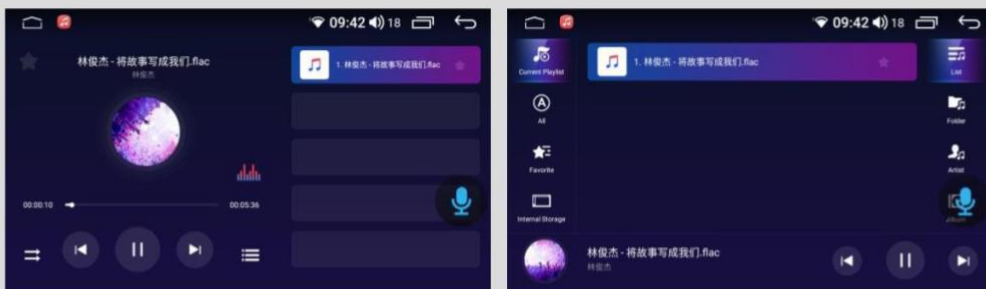 09:42 18
林俊杰 - 将故事写成我们.flac
林俊杰
00:00:10
00:05:36
1. 林俊杰 - 将故事写成我们.flac
09:42 18
Current Playlist
All
Favorite
Internal Storage
1. 林俊杰 - 将故事写成我们.flac
List
Folder
Artist
Album
林俊杰 - 将故事写成我们.flac
林俊杰